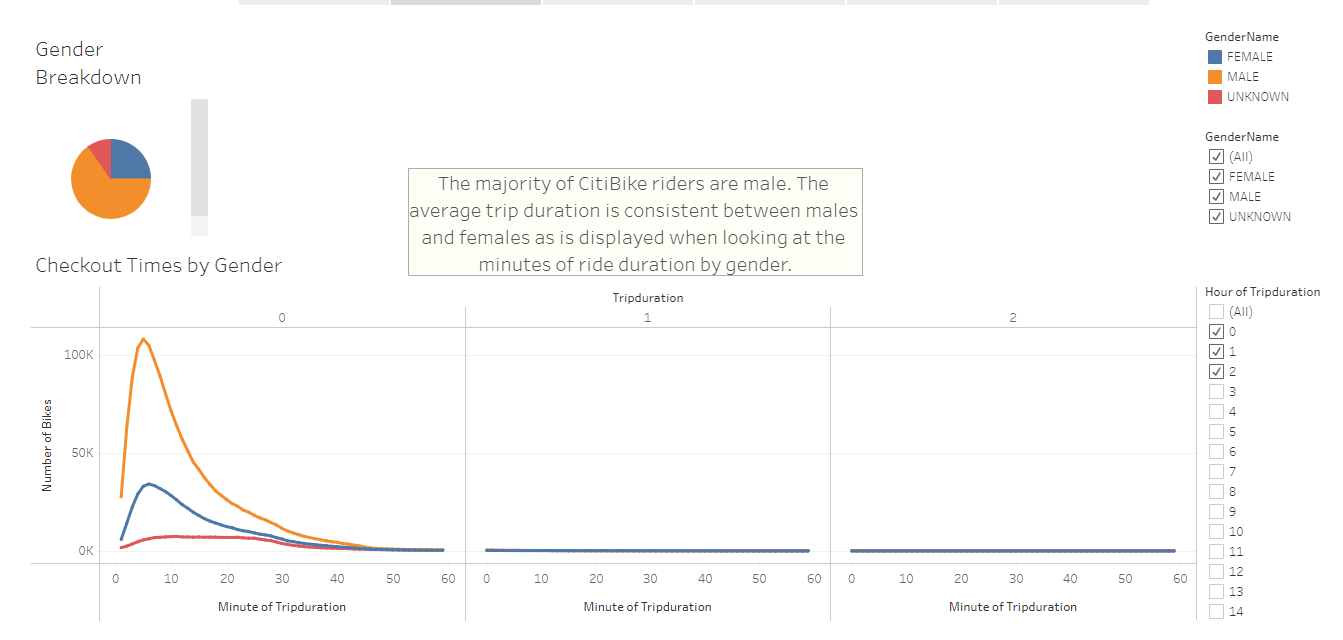 Gender
Breakdown
GenderName
FEMALE
MALE
UNKNOWN
GenderName
(All)
FEMALE
MALE
UNKNOWN
The majority of CitiBike riders are male. The
average trip duration is consistent between males
and females as is displayed when looking at the
minutes of ride duration by gender.
Checkout Times by Gender
Tripduration
0 1 2
100K
50K
0K
Number of Bikes
0 10 20 30 40 50 60 0 10 20 30 40 50 60 0 10 20 30 40 50 60
Minute of Tripduration Minute of Tripduration Minute of Tripduration
Hour of Tripduration
(All)
0
1
2
3
4
5
6
7
8
9
10
11
12
13
14